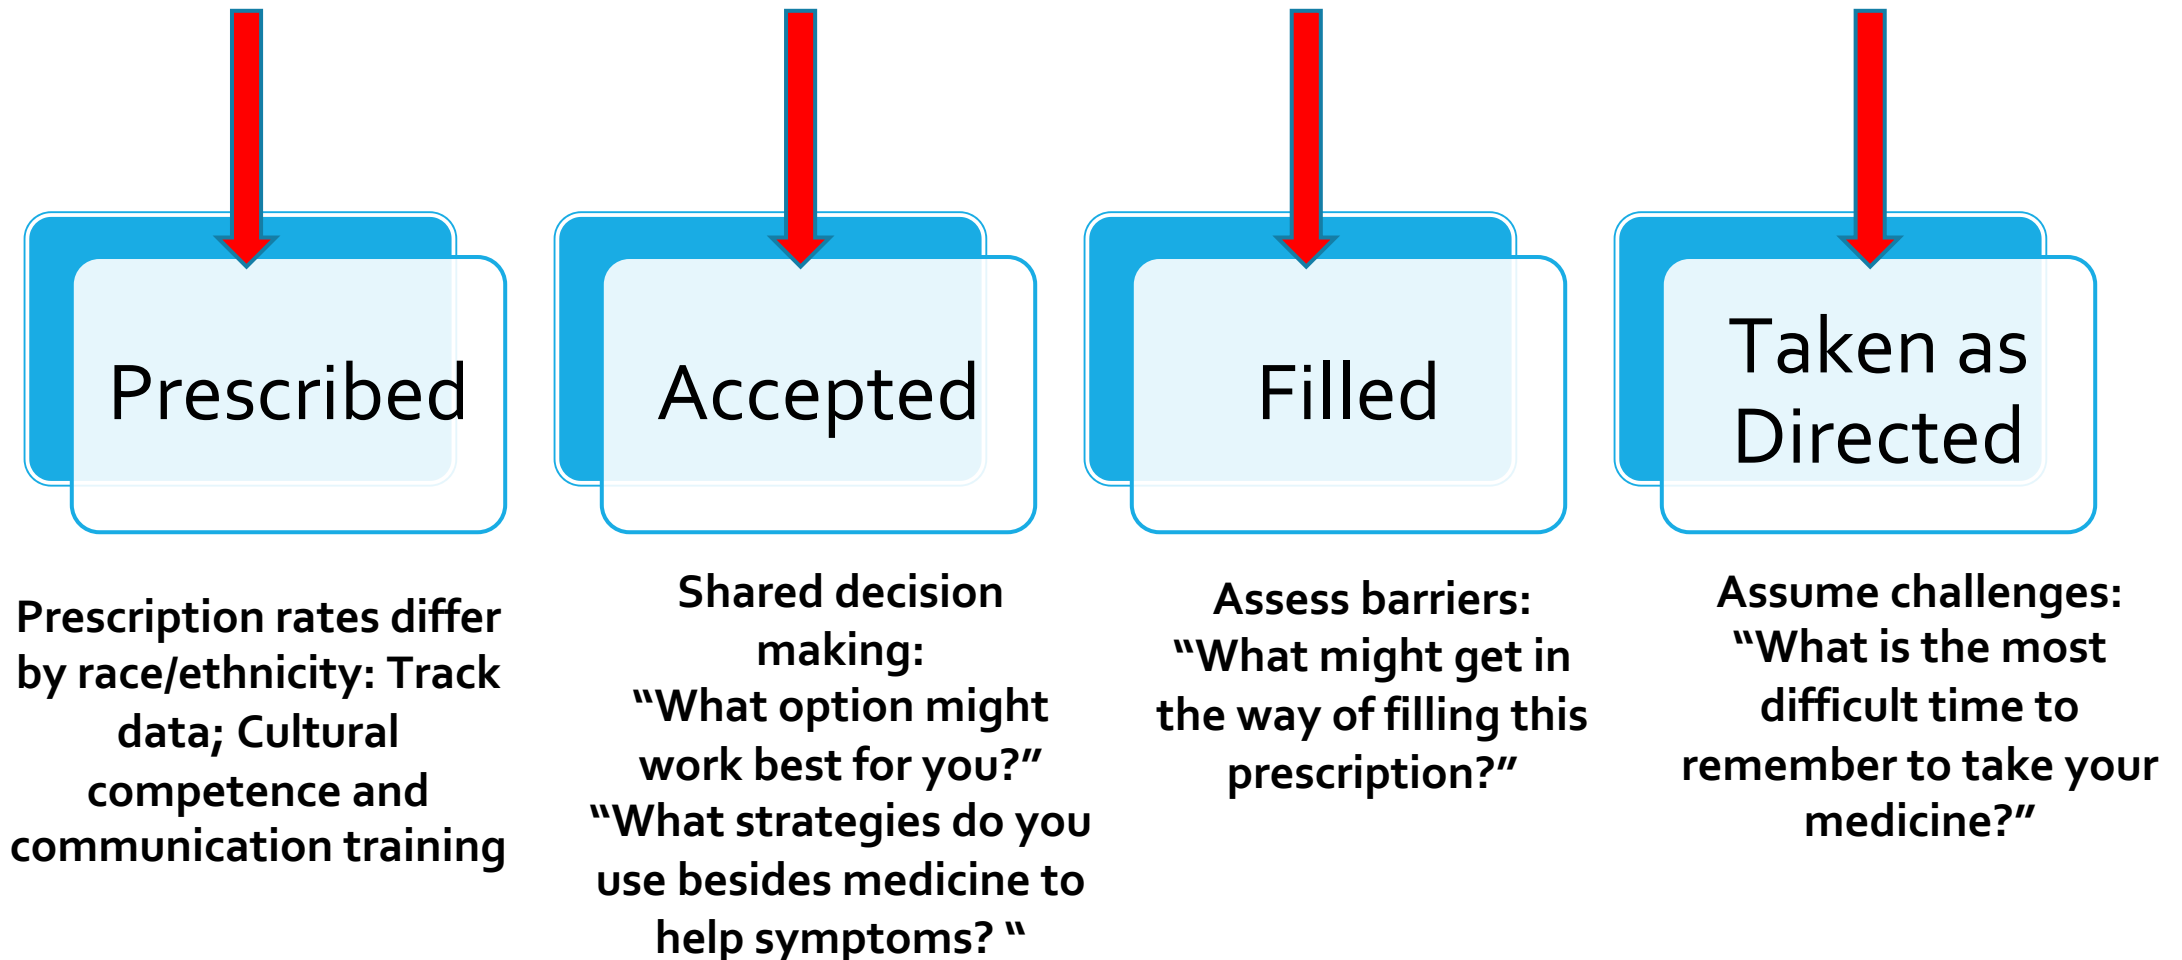 Prescribed
Accepted
Filled
Taken as
Directed
Prescription rates differ
by race/ethnicity: Track
data; Cultural
competence and
communication training
Shared decision
making:
“What option might
work best for you?”
“What strategies do you
use besides medicine to
help symptoms? “
Assess barriers:
“What might get in
the way of filling this
prescription?”
Assume challenges:
“What is the most
difficult time to
remember to take your
medicine?”